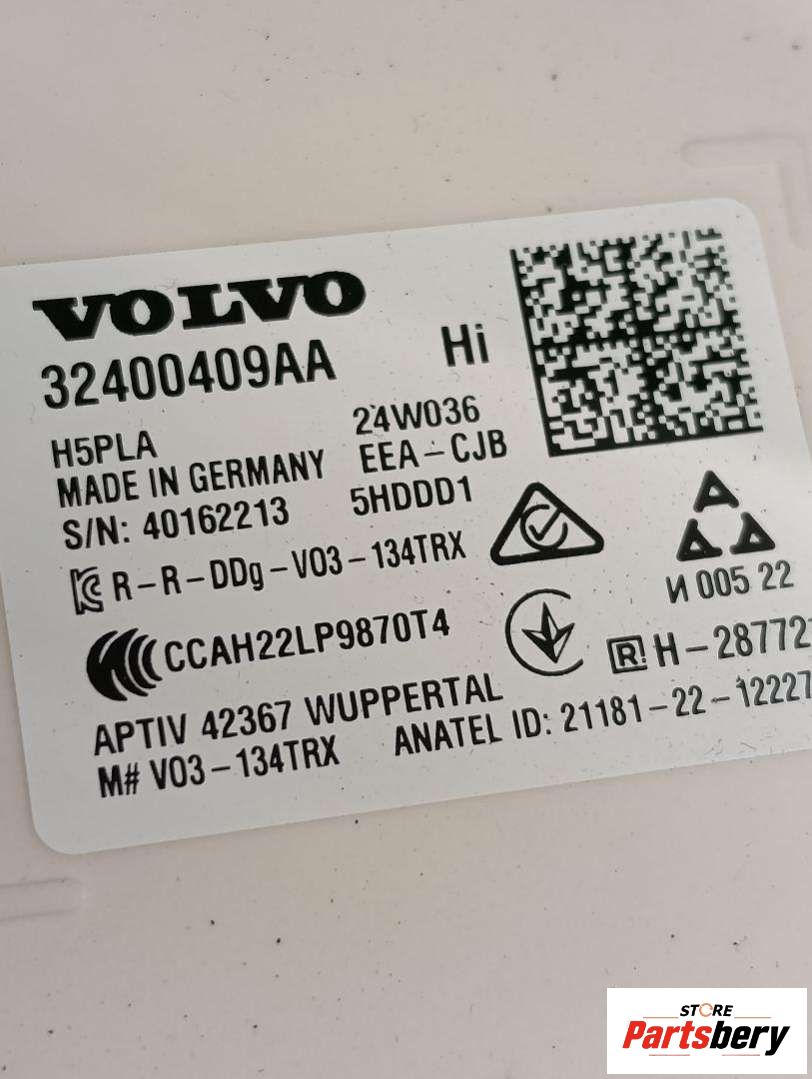 VOLVO
32400409AA Hi
H5PLA 24W036
MADE IN GERMANY EEA-CJB
S/N: 40162213 5HDDD1
R-R-DDg-V03-134TRX
И 005 22
CCAH22LP9870T4
R! H-28772
APTIV 42367 WUPPERTAL
M# V03-134TRX ANATEL ID: 21181-22-12227
STORE
Partsbery